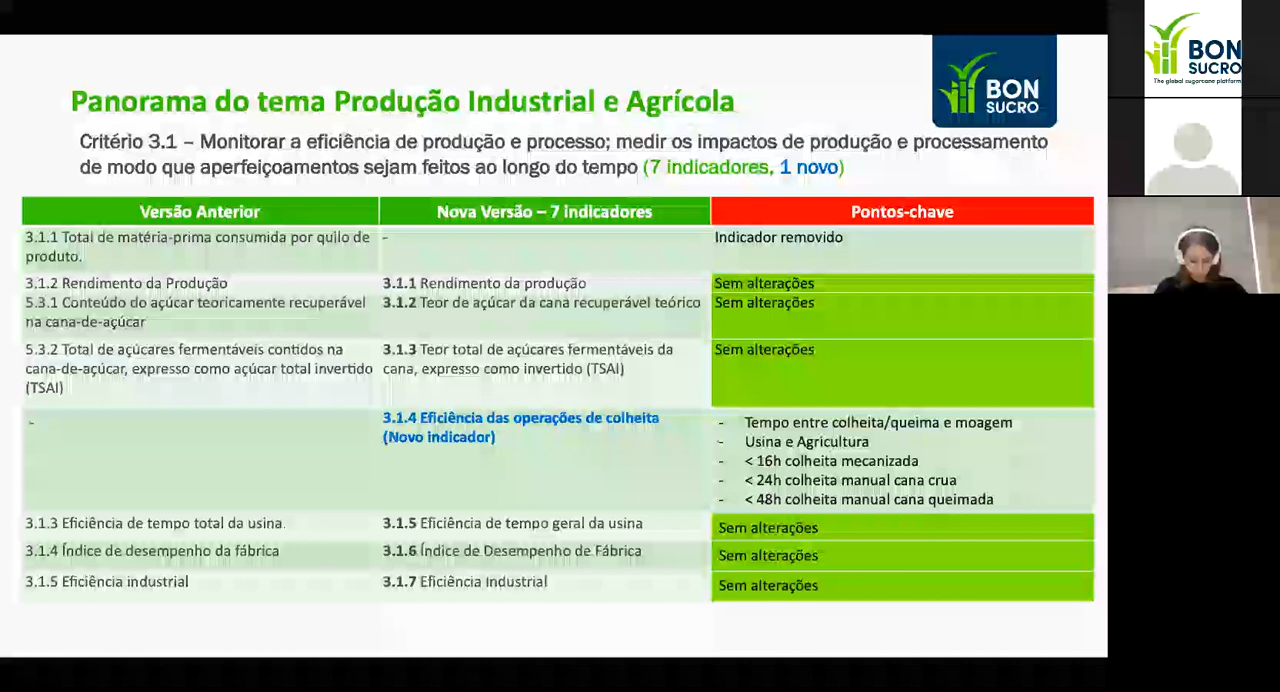 Panorama do tema Produção Industrial e Agrícola
BON
SUCRO
Critério 3.1 – Monitorar a eficiência de produção e processo; medir os impactos de produção e processamento
de modo que aperfeiçoamentos sejam feitos ao longo do tempo (7 indicadores, 1 novo)
Versão Anterior
Nova Versão – 7 indicadores
Pontos-chave
3.1.1 Total de matéria-prima consumida por quilo de
produto.
-
Indicador removido
3.1.2 Rendimento da Produção
3.1.1 Rendimento da produção
Sem alterações
5.3.1 Conteúdo do açúcar teoricamente recuperável
na cana-de-açúcar
3.1.2 Teor de açúcar da cana recuperável teórico
Sem alterações
5.3.2 Total de açúcares fermentáveis contidos na
cana-de-açúcar, expresso como açúcar total invertido
(TSAI)
3.1.3 Teor total de açúcares fermentáveis da
cana, expresso como invertido (TSAI)
Sem alterações
-
3.1.4 Eficiência das operações de colheita
(Novo indicador)
- Tempo entre colheita/queima e moagem
- Usina e Agricultura
- < 16h colheita mecanizada
- < 24h colheita manual cana crua
- < 48h colheita manual cana queimada
3.1.3 Eficiência de tempo total da usina.
3.1.5 Eficiência de tempo geral da usina
Sem alterações
3.1.4 Índice de desempenho da fábrica
3.1.6 Índice de Desempenho de Fábrica
Sem alterações
3.1.5 Eficiência industrial
3.1.7 Eficiência Industrial
Sem alterações
BON
SUCRO
The global sugarcane platform